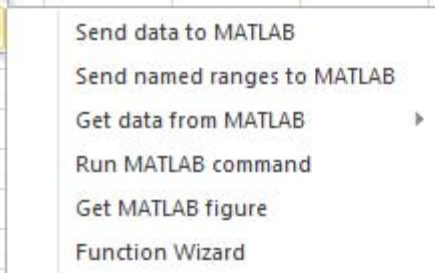 Send data to MATLAB
Send named ranges to MATLAB
Get data from MATLAB
Run MATLAB command
Get MATLAB figure
Function Wizard